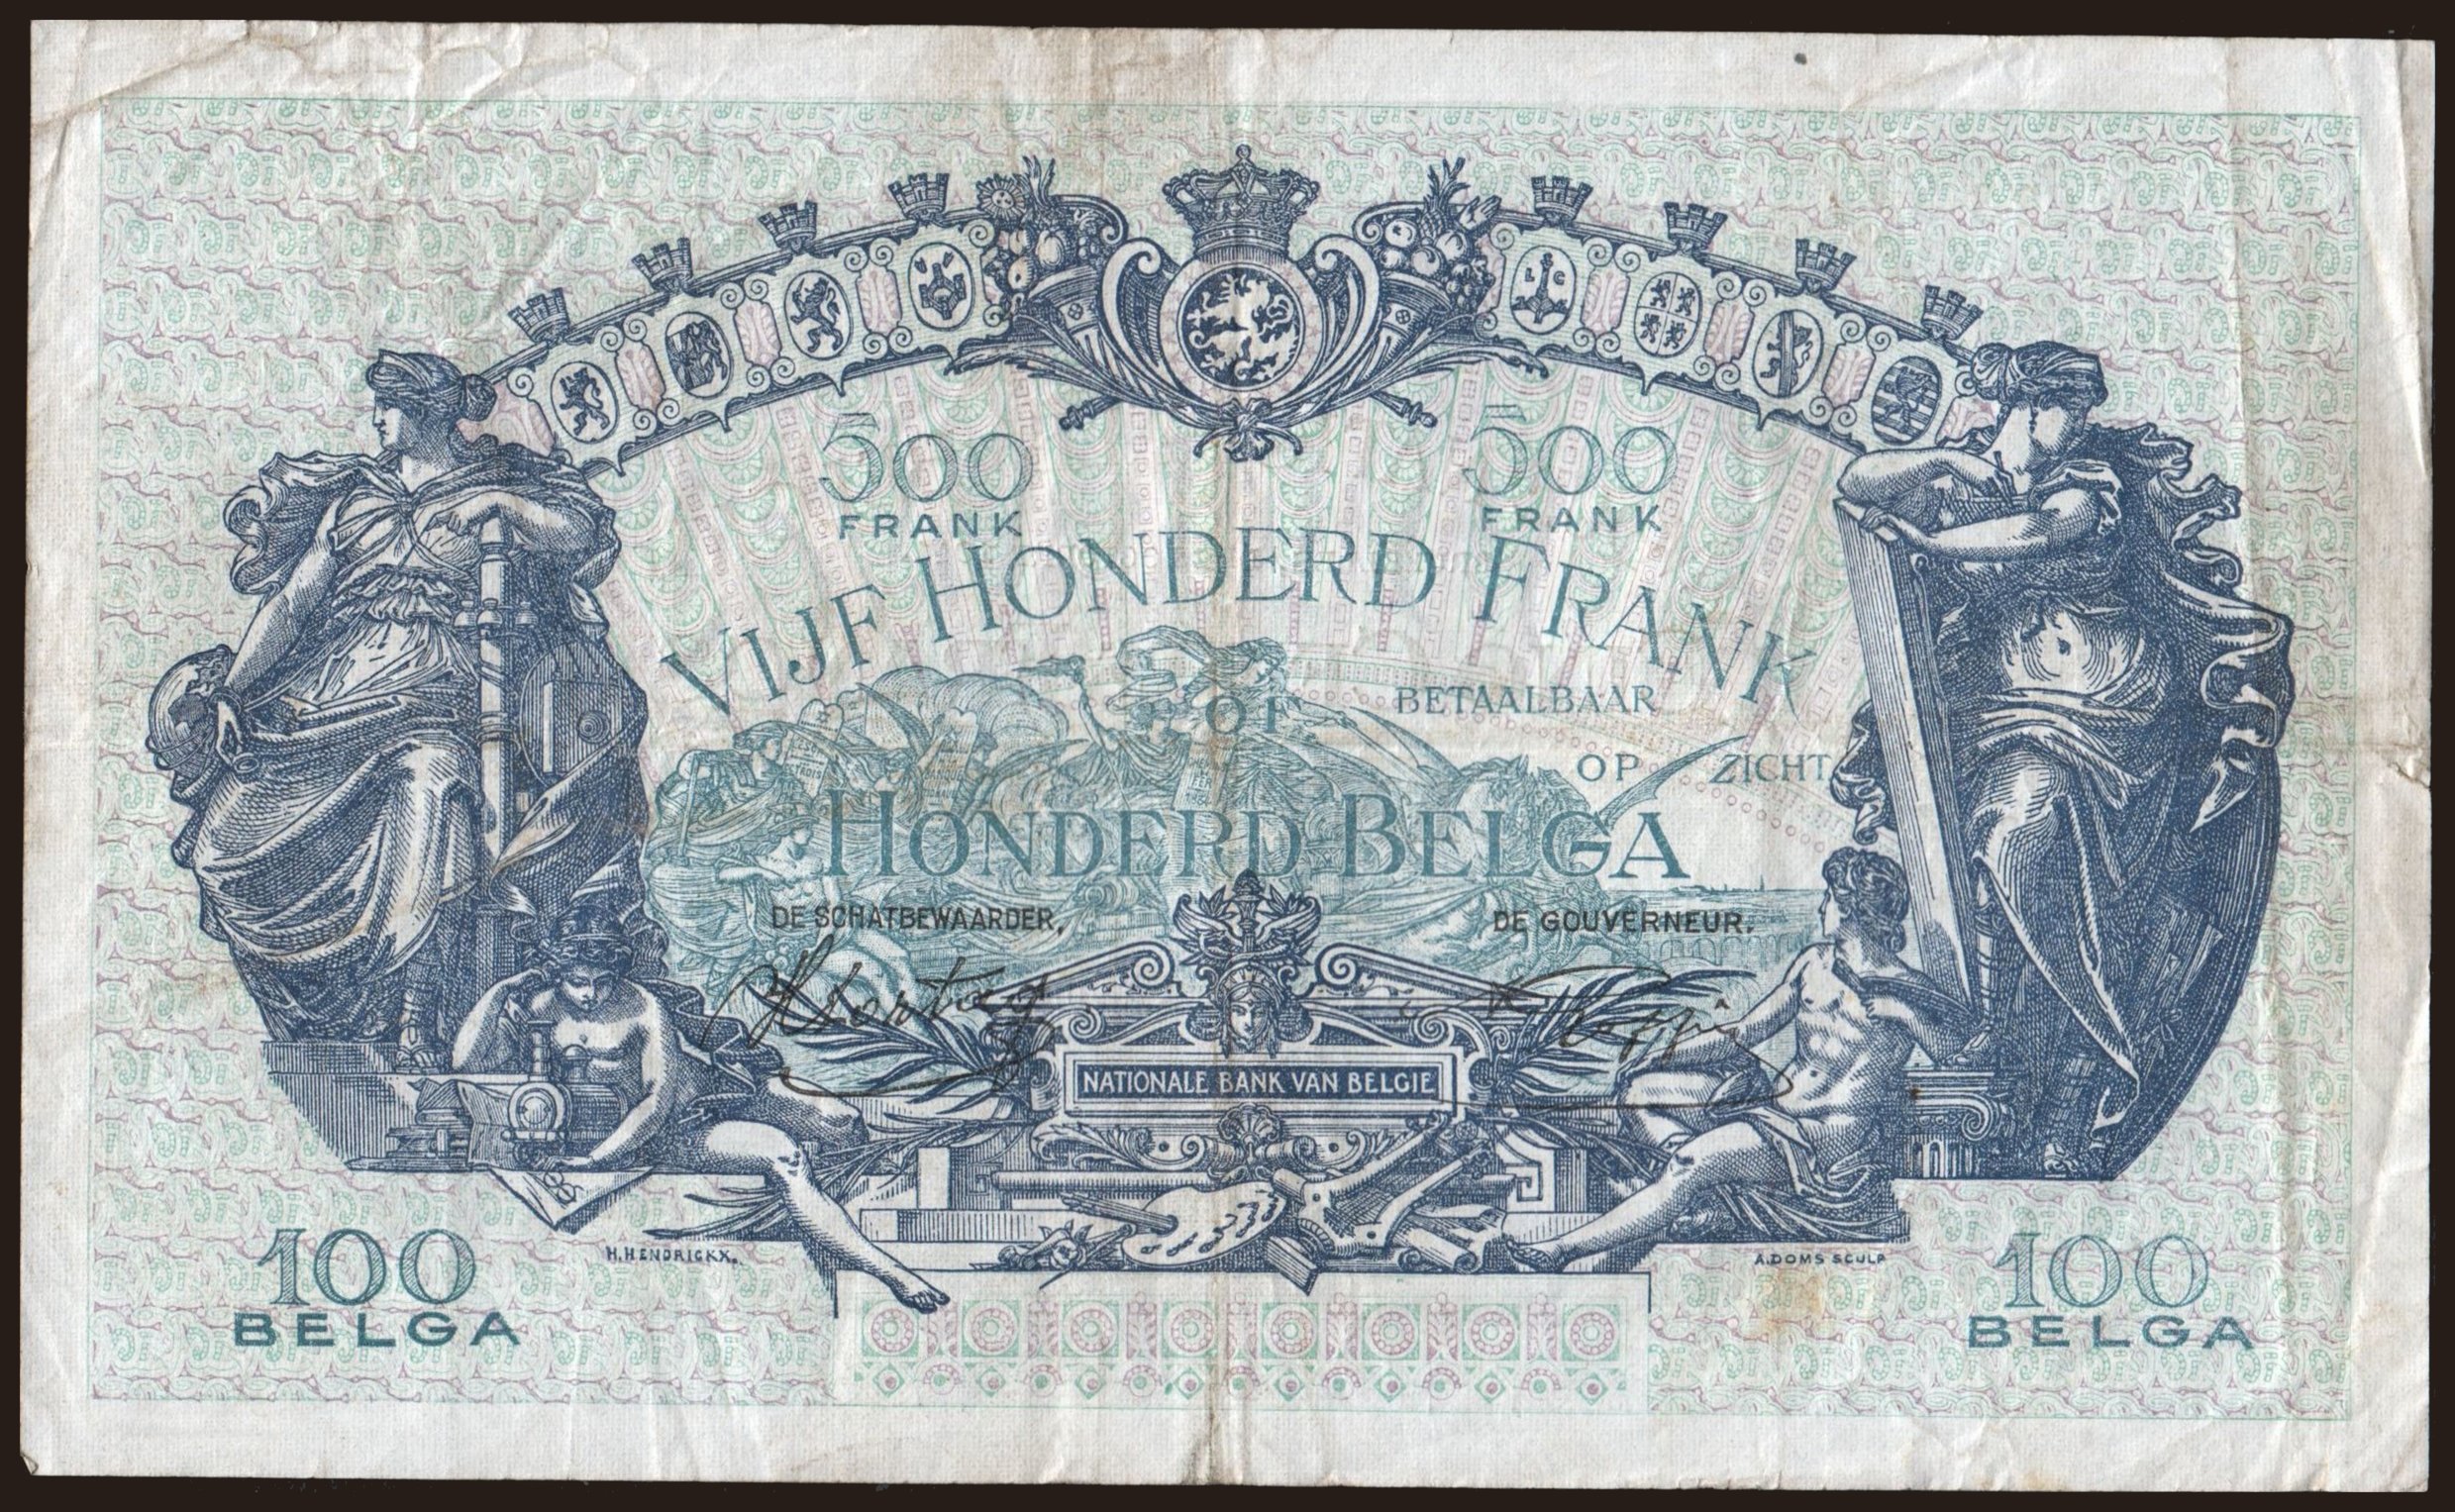 L C
500 500
FRANK FRANK
VIJF HONDERD FRANK
OF
BETAALBAAR
OP ZICHT
HONDERD BELGA
DE SCHATBEWAARDER, DE GOUVERNEUR,
NATIONALE BANK VAN BELGIE
H.HENDRICKX. A.DOMS SCULP
100 100
BELGA BELGA